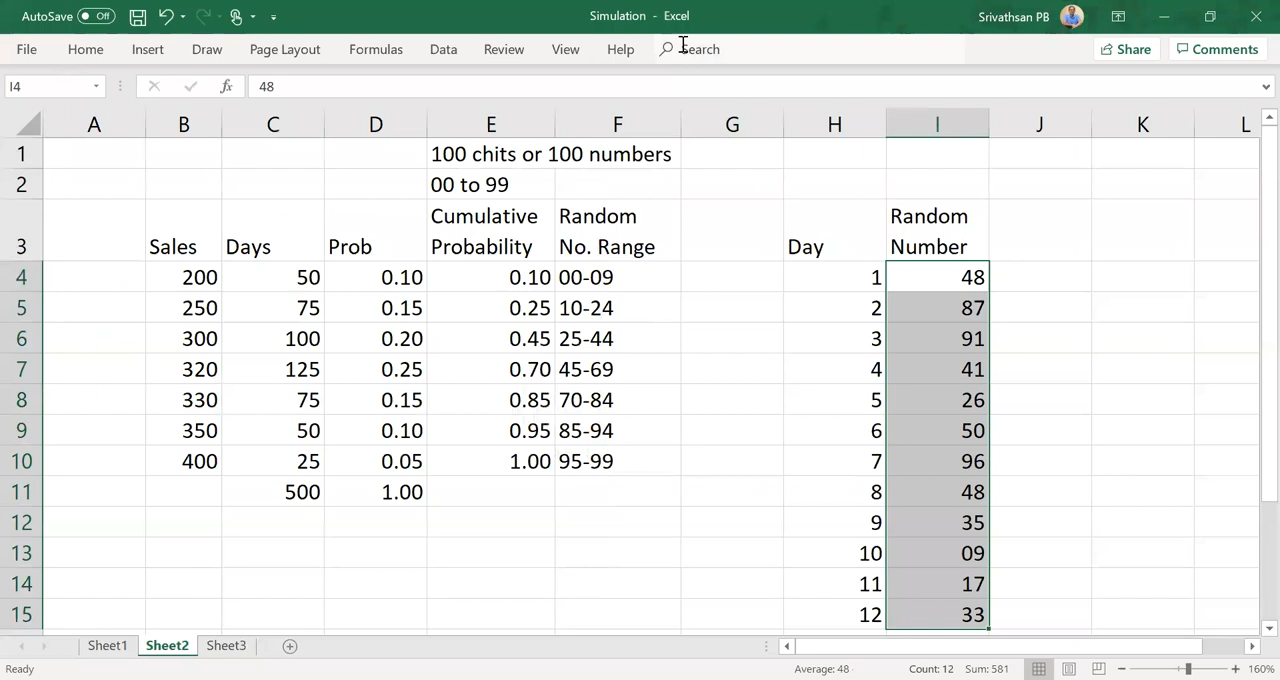 AutoSave Off Simulation - Excel Srivathsan PB
File Home Insert Draw Page Layout Formulas Data Review View Help Search Share Comments
I4 fx 48
A B C D E F G H I J K L
1 100 chits or 100 numbers
2 00 to 99
Cumulative Random Random
3 Sales Days Prob Probability No. Range Day Number
4 200 50 0.10 0.10 00-09 1 48
5 250 75 0.15 0.25 10-24 2 87
6 300 100 0.20 0.45 25-44 3 91
7 320 125 0.25 0.70 45-69 4 41
8 330 75 0.15 0.85 70-84 5 26
9 350 50 0.10 0.95 85-94 6 50
10 400 25 0.05 1.00 95-99 7 96
11 500 1.00 8 48
12 9 35
13 10 09
14 11 17
15 12 33
Sheet1 Sheet2 Sheet3
Ready Average: 48 Count: 12 Sum: 581 160%